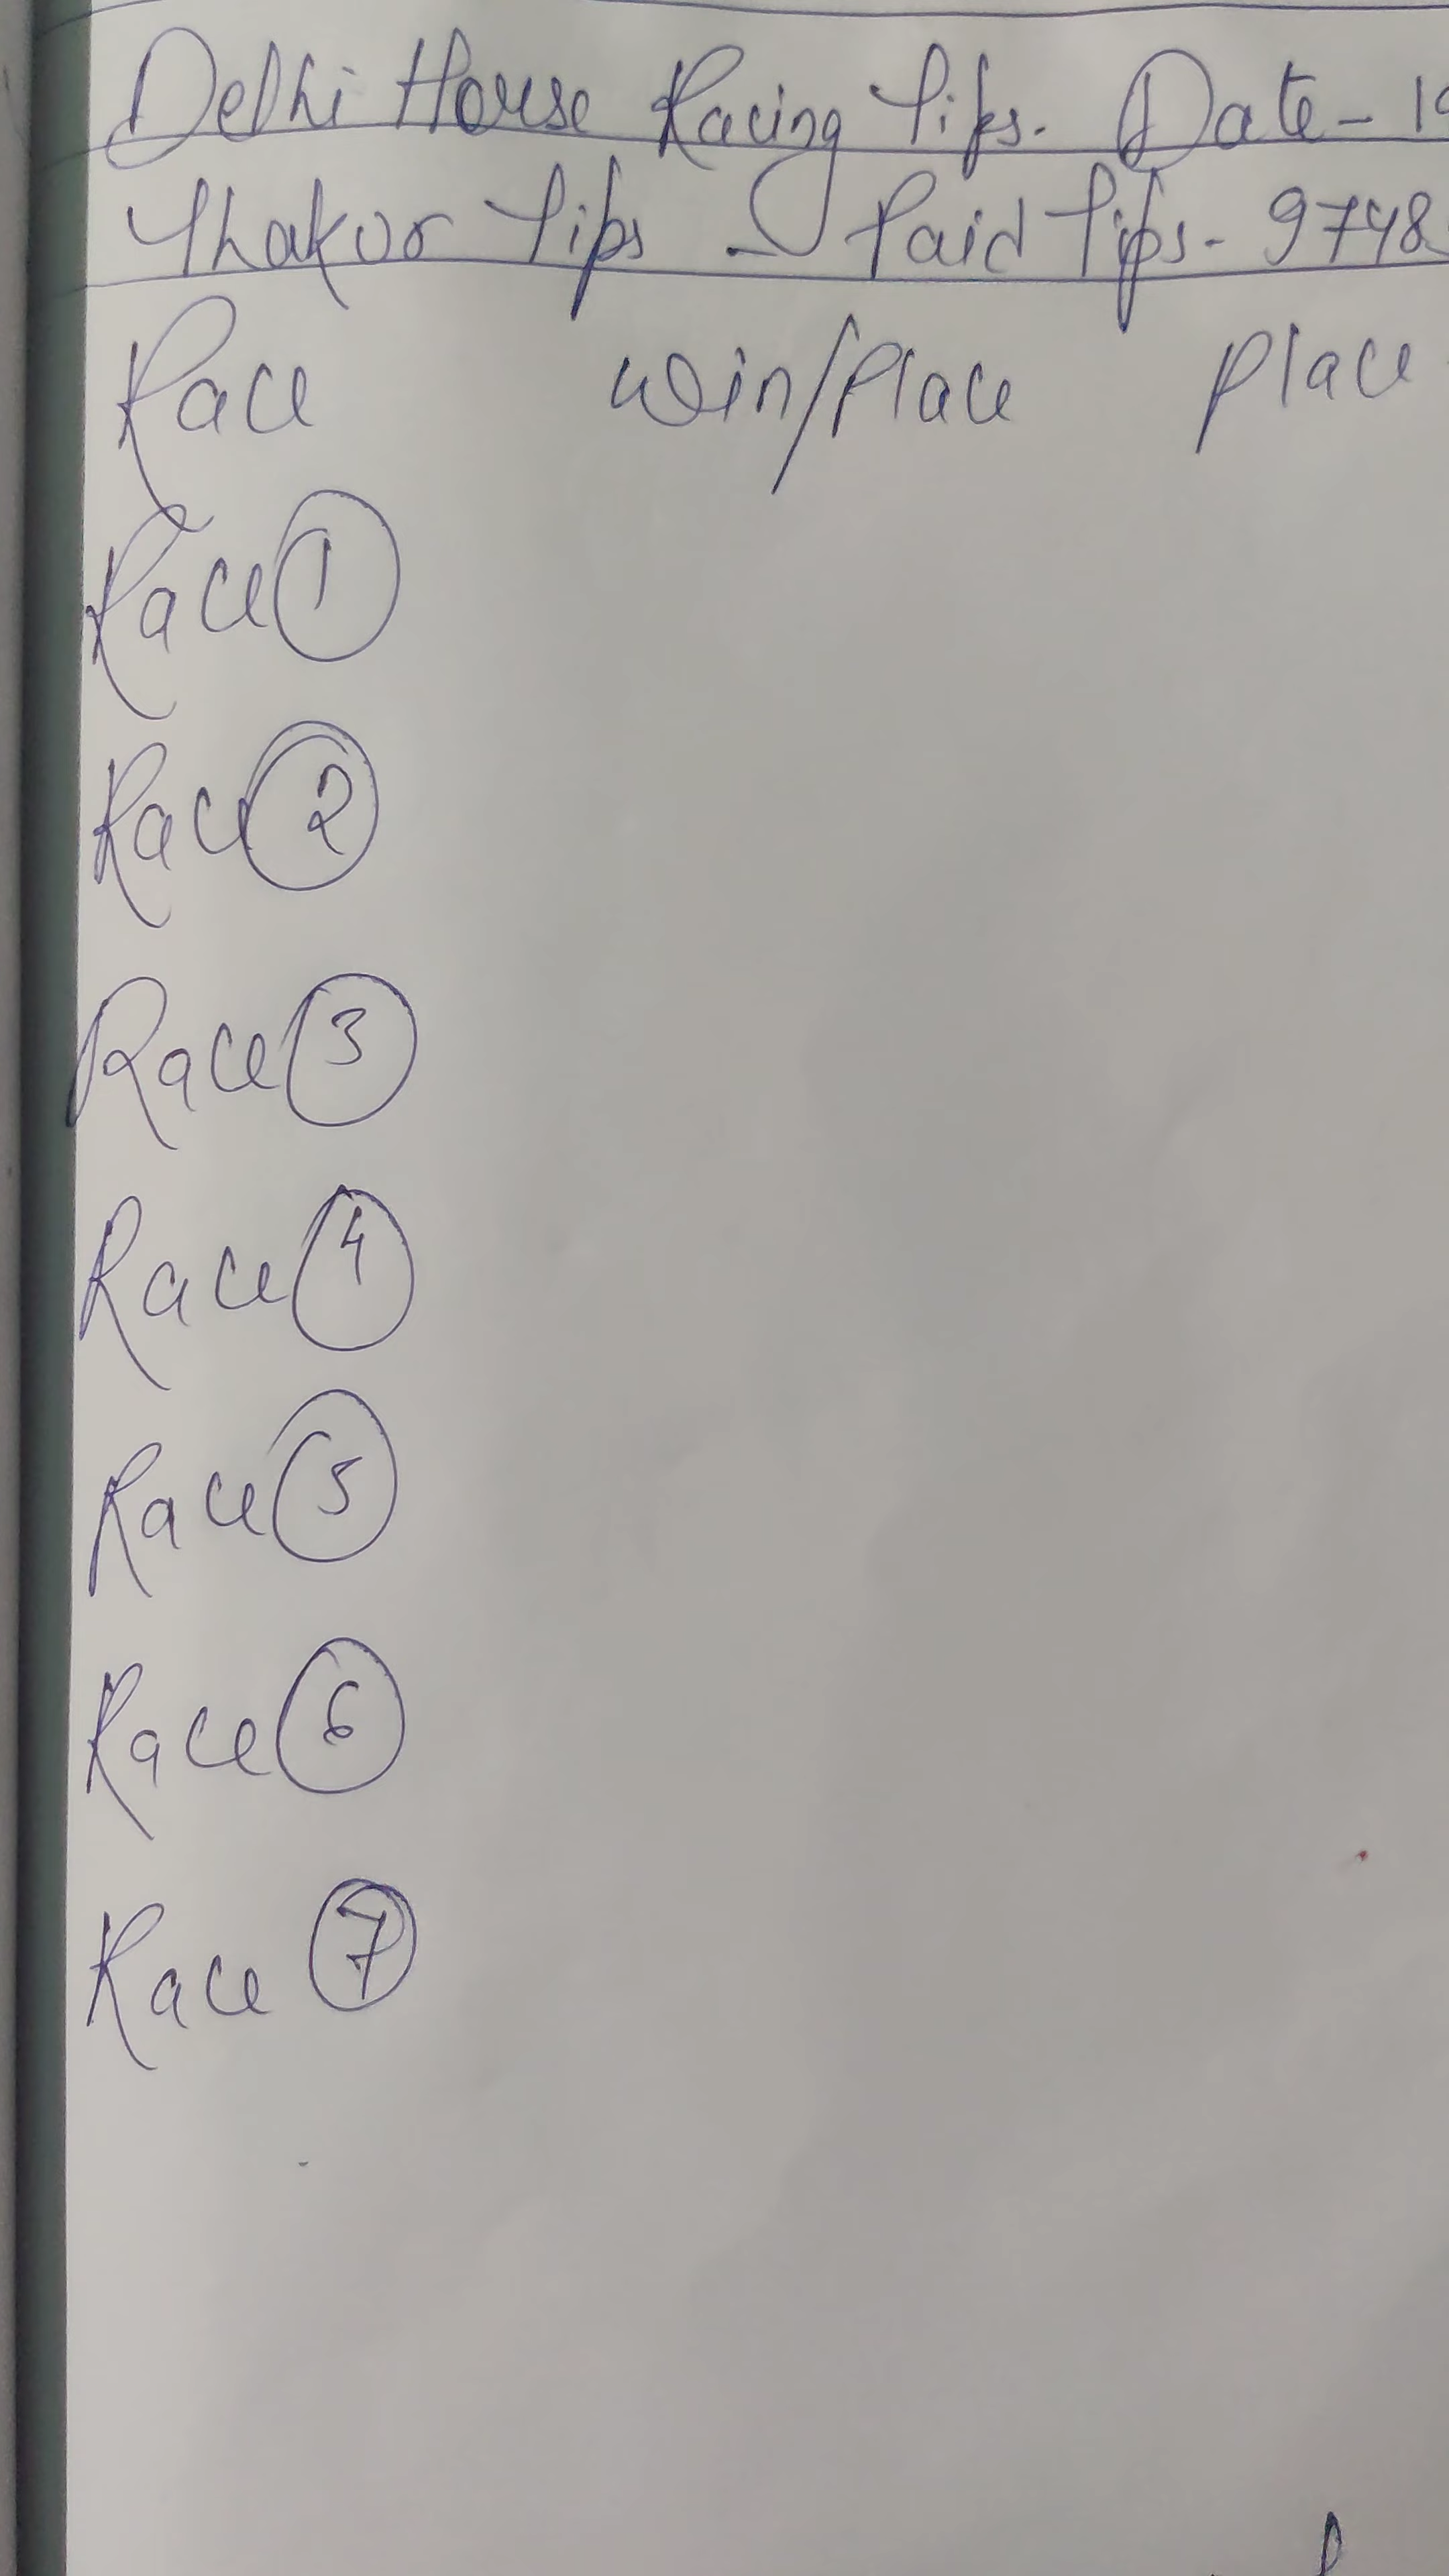 Delhi Horse Racing Tips. Date - 19
Thakur Tips - Paid Tips - 9748
Race Win/Place Place
Race 1
Race 2
Race 3
Race 4
Race 5
Race 6
Race 7